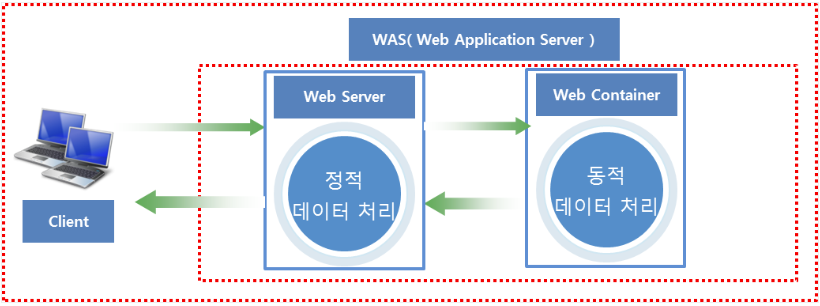 WAS( Web Application Server )
Web Server
Web Container
정적
데이터 처리
동적
데이터 처리
Client